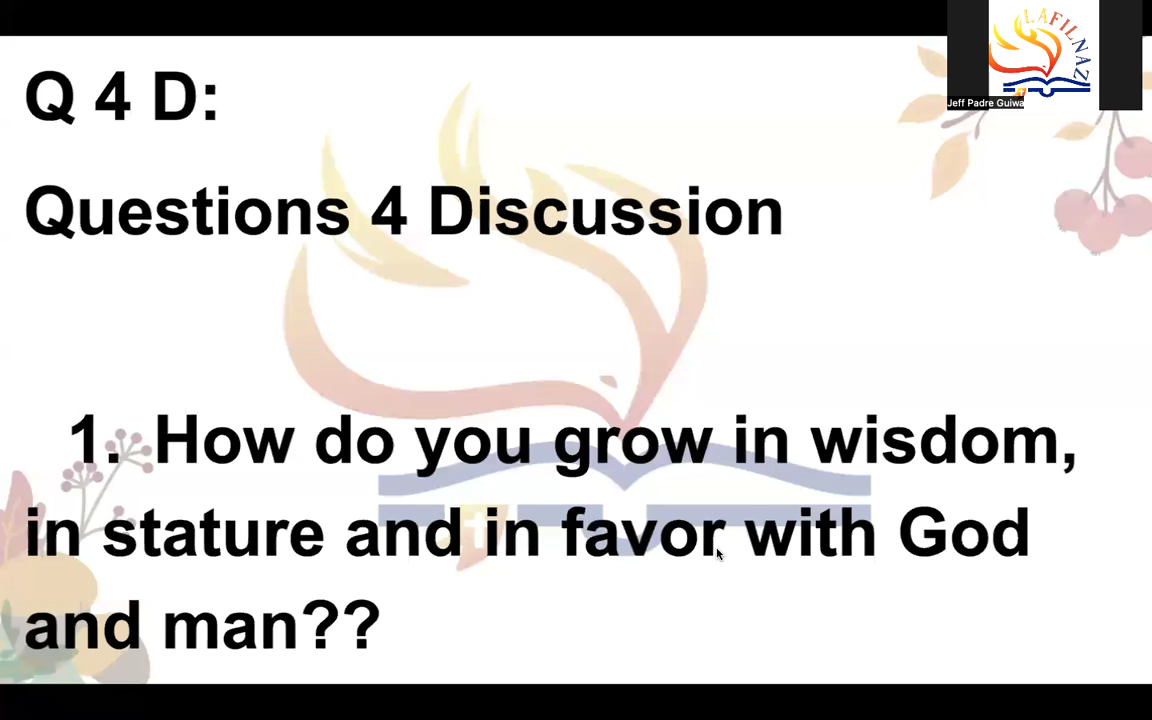 LAFILNAZ
Jeff Padre Guiwa
Q 4 D:
Questions 4 Discussion
1. How do you grow in wisdom,
in stature and in favor with God
and man??